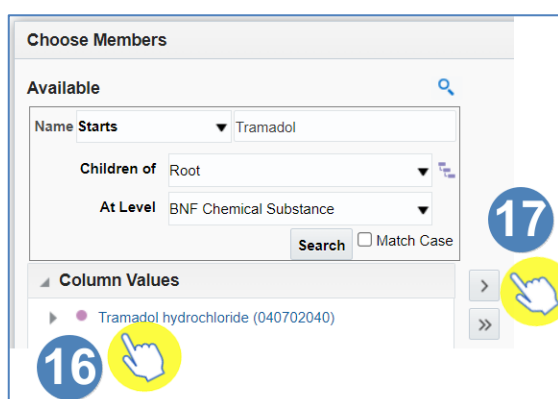 Choose Members
Available
Name Starts Tramadol
Children of Root
At Level BNF Chemical Substance
Search Match Case
17
Column Values
>
Tramadol hydrochloride (040702040)
>>
16